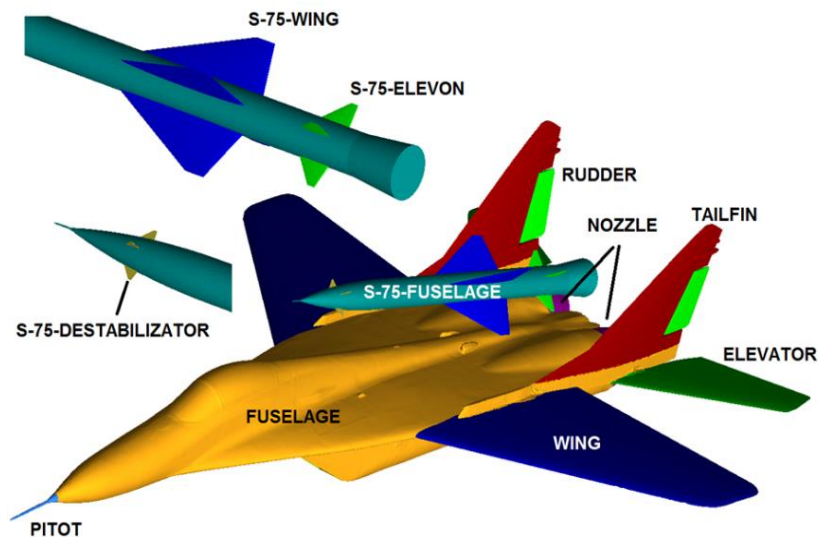 S-75-WING
S-75-ELEVON
RUDDER
TAILFIN
NOZZLE
S-75-FUSELAGE
S-75-DESTABILIZATOR
ELEVATOR
FUSELAGE
WING
PITOT